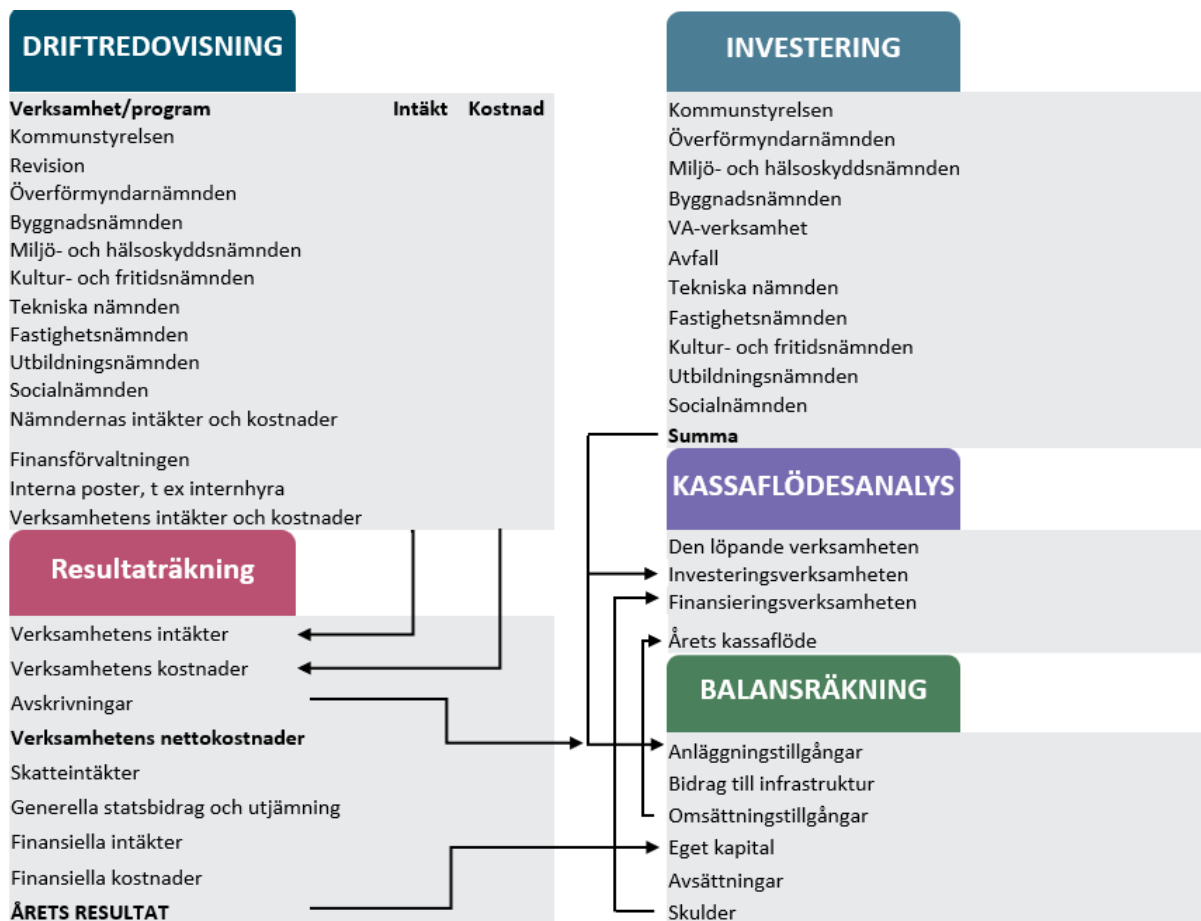 DRIFTREDOVISNING
Verksamhet/program Intäkt Kostnad
Kommunstyrelsen
Revision
Överförmyndarnämnden
Byggnadsnämnden
Miljö- och hälsoskyddsnämnden
Kultur- och fritidsnämnden
Tekniska nämnden
Fastighetsnämnden
Utbildningsnämnden
Socialnämnden
Nämndernas intäkter och kostnader
Finansförvaltningen
Interna poster, t ex internhyra
Verksamhetens intäkter och kostnader
Resultaträkning
Verksamhetens intäkter
Verksamhetens kostnader
Avskrivningar
Verksamhetens nettokostnader
Skatteintäkter
Generella statsbidrag och utjämning
Finansiella intäkter
Finansiella kostnader
ÅRETS RESULTAT
INVESTERING
Kommunstyrelsen
Överförmyndarnämnden
Miljö- och hälsoskyddsnämnden
Byggnadsnämnden
VA-verksamhet
Avfall
Tekniska nämnden
Fastighetsnämnden
Kultur- och fritidsnämnden
Utbildningsnämnden
Socialnämnden
Summa
KASSAFLÖDESANALYS
Den löpande verksamheten
Investeringsverksamheten
Finansieringsverksamheten
Årets kassaflöde
BALANSRÄKNING
Anläggningstillgångar
Bidrag till infrastruktur
Omsättningstillgångar
Eget kapital
Avsättningar
Skulder